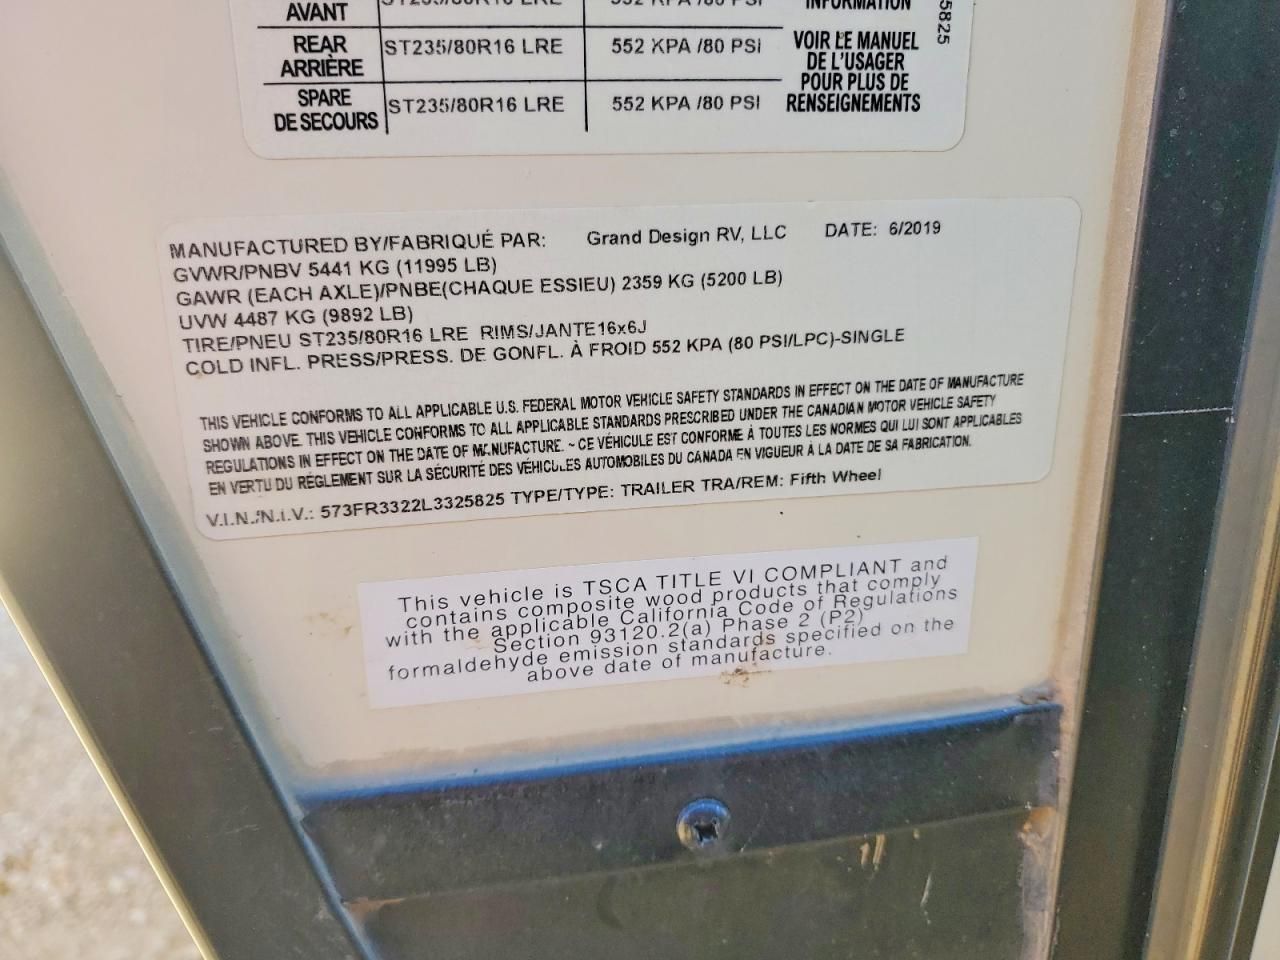 AVANT ST235/80R16 LRE 552 KPA /80 PSI INFORMATION
REAR
ARRIÈRE ST235/80R16 LRE 552 KPA /80 PSI
SPARE
DE SECOURS ST235/80R16 LRE 552 KPA /80 PSI
VOIR LE MANUEL
DE L'USAGER
POUR PLUS DE
RENSEIGNEMENTS
5825
MANUFACTURED BY/FABRIQUÉ PAR: Grand Design RV, LLC DATE: 6/2019
GVWR/PNBV 5441 KG (11995 LB)
GAWR (EACH AXLE)/PNBE(CHAQUE ESSIEU) 2359 KG (5200 LB)
UVW 4487 KG (9892 LB)
TIRE/PNEU ST235/80R16 LRE RIMS/JANTE16x6J
COLD INFL. PRESS/PRESS. DE GONFL. À FROID 552 KPA (80 PSI/LPC)-SINGLE
THIS VEHICLE CONFORMS TO ALL APPLICABLE U.S. FEDERAL MOTOR VEHICLE SAFETY STANDARDS IN EFFECT ON THE DATE OF MANUFACTURE
SHOWN ABOVE. THIS VEHICLE CONFORMS TO ALL APPLICABLE STANDARDS PRESCRIBED UNDER THE CANADIAN MOTOR VEHICLE SAFETY
REGULATIONS IN EFFECT ON THE DATE OF MANUFACTURE. ~ CE VÉHICULE EST CONFORME À TOUTES LES NORMES QUI LUI SONT APPLICABLES
EN VERTU DU RÉGLEMENT SUR LA SÉCURITÉ DES VÉHICULES AUTOMOBILES DU CANADA EN VIGUEUR À LA DATE DE SA FABRICATION.
V.I.N./N.I.V.: 573FR3322L3325825 TYPE/TYPE: TRAILER TRA/REM: Fifth Wheel
This vehicle is TSCA TITLE VI COMPLIANT and
contains composite wood products that comply
with the applicable California Code of Regulations
Section 93120.2(a) Phase 2 (P2)
formaldehyde emission standards specified on the
above date of manufacture.